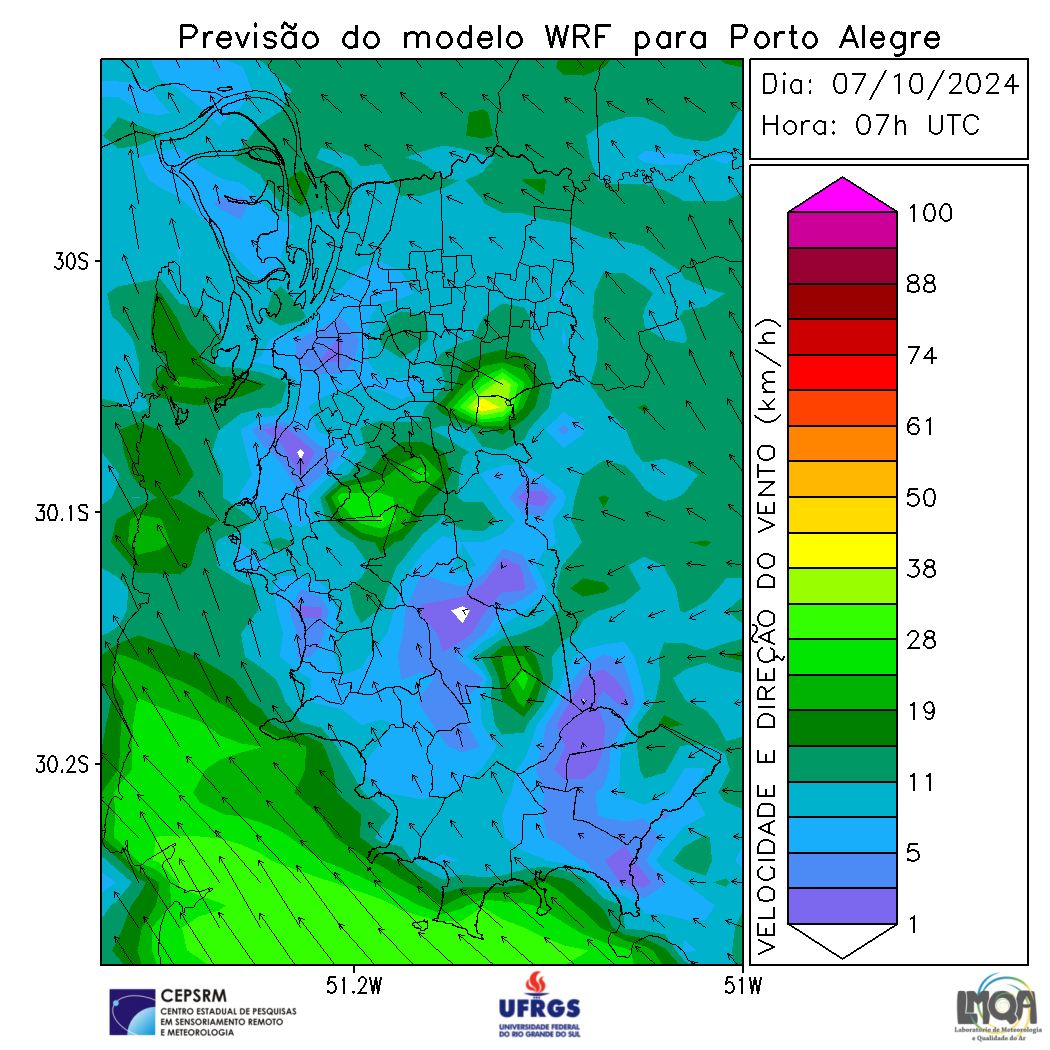 Previsão do modelo WRF para Porto Alegre
Dia: 07/10/2024
Hora: 07h UTC
30S
30.1S
30.2S
51.2W
51W
VELOCIDADE E DIREÇÃO DO VENTO (km/h)
100
88
74
61
50
38
28
19
11
5
1
CEPSRM
CENTRO ESTADUAL DE PESQUISAS
EM SENSORIAMENTO REMOTO
E METEOROLOGIA
UFRGS
UNIVERSIDADE FEDERAL
DO RIO GRANDE DO SUL
LMQA
Laboratório de Meteorologia
e Qualidade do Ar